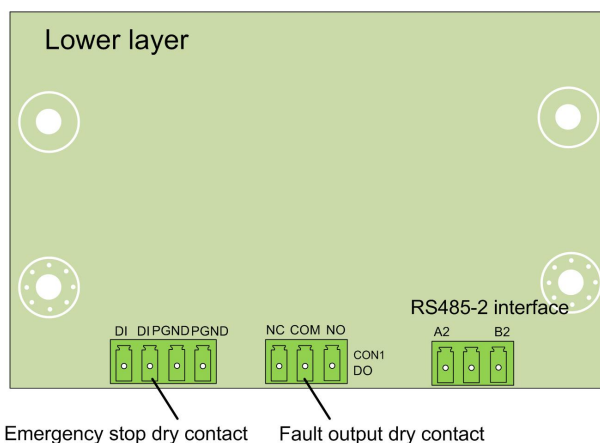 Lower layer
RS485-2 interface
DI DI PGND PGND
NC COM NO
A2 B2
CON1
DO
Emergency stop dry contact
Fault output dry contact